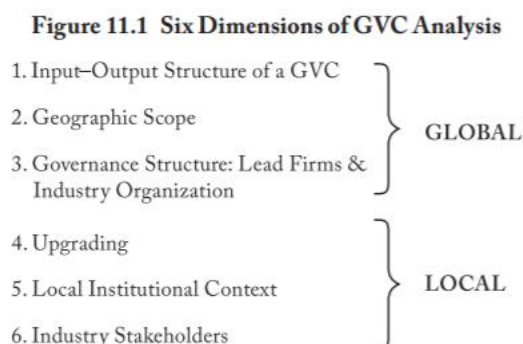 Figure 11.1 Six Dimensions of GVC Analysis
1. Input–Output Structure of a GVC
2. Geographic Scope
3. Governance Structure: Lead Firms &
Industry Organization
GLOBAL
4. Upgrading
5. Local Institutional Context
6. Industry Stakeholders
LOCAL